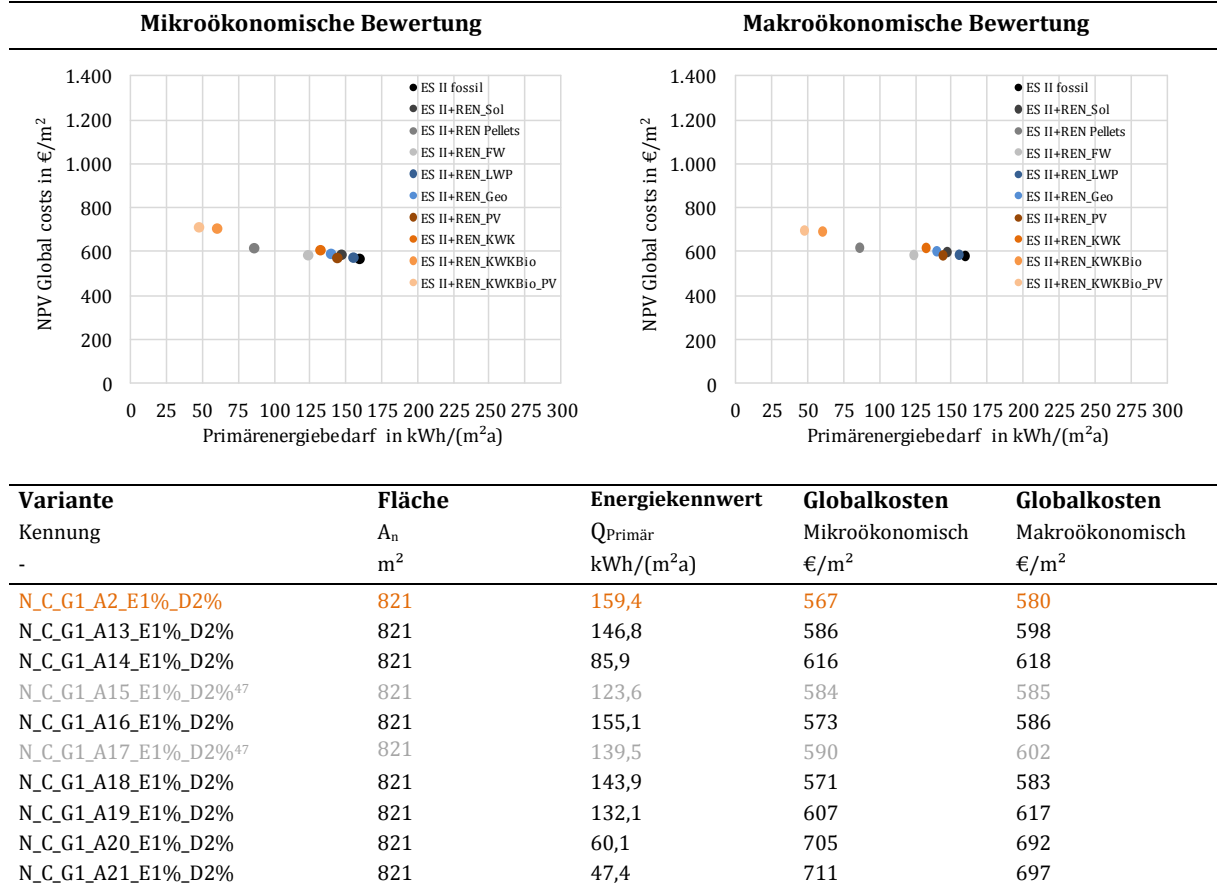 Mikroökonomische Bewertung
Makroökonomische Bewertung
NPV Global costs in €/m²
1.400
1.200
1.000
800
600
400
200
0
0 25 50 75 100 125 150 175 200 225 250 275 300
Primärenergiebedarf in kWh/(m²a)
ES II fossil
ES II+REN_Sol
ES II+REN Pellets
ES II+REN_FW
ES II+REN_LWP
ES II+REN_Geo
ES II+REN_PV
ES II+REN_KWK
ES II+REN_KWKBio
ES II+REN_KWKBio_PV
NPV Global costs in €/m²
1.400
1.200
1.000
800
600
400
200
0
0 25 50 75 100 125 150 175 200 225 250 275 300
Primärenergiebedarf in kWh/(m²a)
ES II fossil
ES II+REN_Sol
ES II+REN Pellets
ES II+REN_FW
ES II+REN_LWP
ES II+REN_Geo
ES II+REN_PV
ES II+REN_KWK
ES II+REN_KWKBio
ES II+REN_KWKBio_PV
Variante Fläche Energiekennwert Globalkosten Globalkosten
Kennung Aₙ QPrimär Mikroökonomisch Makroökonomisch
- m² kWh/(m²a) €/m² €/m²
N_C_G1_A2_E1%_D2% 821 159,4 567 580
N_C_G1_A13_E1%_D2% 821 146,8 586 598
N_C_G1_A14_E1%_D2% 821 85,9 616 618
N_C_G1_A15_E1%_D2%⁴⁷ 821 123,6 584 585
N_C_G1_A16_E1%_D2% 821 155,1 573 586
N_C_G1_A17_E1%_D2%⁴⁷ 821 139,5 590 602
N_C_G1_A18_E1%_D2% 821 143,9 571 583
N_C_G1_A19_E1%_D2% 821 132,1 607 617
N_C_G1_A20_E1%_D2% 821 60,1 705 692
N_C_G1_A21_E1%_D2% 821 47,4 711 697